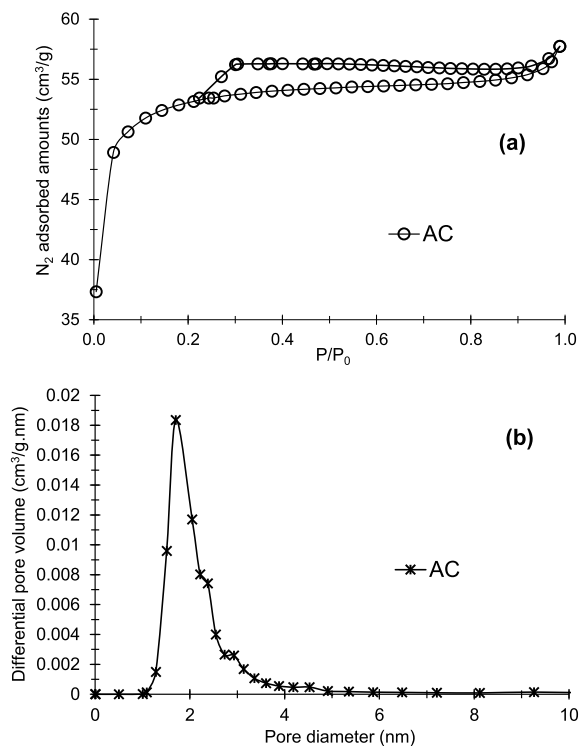 60
55
50
45
40
35
N₂ adsorbed amounts (cm³/g)
(a)
AC
0.0 0.2 0.4 0.6 0.8 1.0
P/P₀
0.02
0.018
0.016
0.014
0.012
0.01
0.008
0.006
0.004
0.002
0
Differential pore volume (cm³/g.nm)
(b)
AC
0 2 4 6 8 10
Pore diameter (nm)